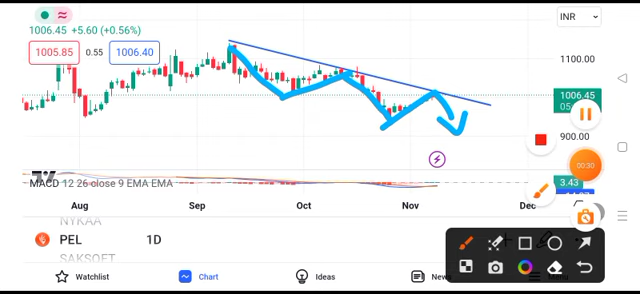 1006.45 +5.60 (+0.56%)
INR
1005.85
0.55
1006.40
1100.00
1006.45
05
900.00
00:30
MACD 12 26 close 9 EMA EMA
3.43
Aug
Sep
Oct
Nov
Dec
NYKAA
PEL
1D
SAKSOFT
Watchlist
Chart
Ideas
News
Menu